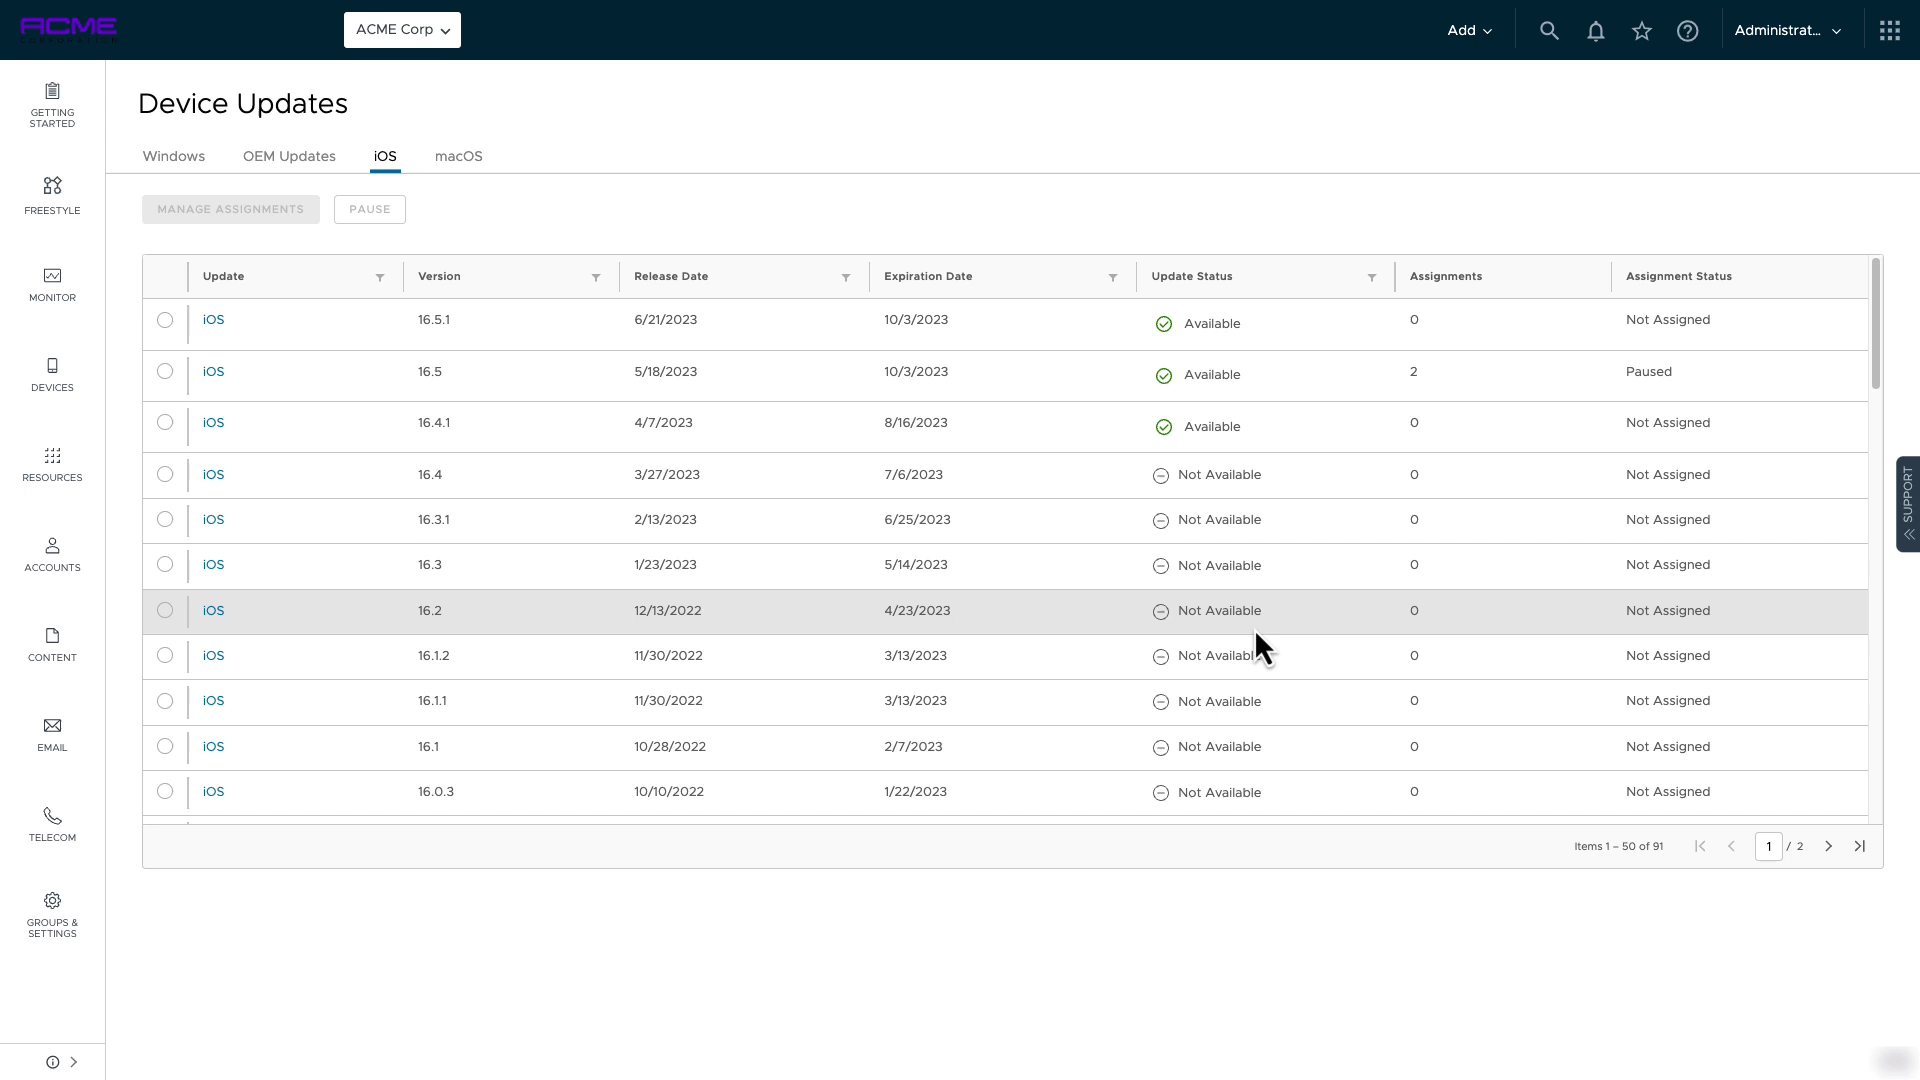 ACME
ACME Corp
Add
Administrat...
GETTING
STARTED
FREESTYLE
MONITOR
DEVICES
RESOURCES
ACCOUNTS
CONTENT
EMAIL
TELECOM
GROUPS &
SETTINGS
Device Updates
Windows OEM Updates iOS macOS
MANAGE ASSIGNMENTS PAUSE
Update Version Release Date Expiration Date Update Status Assignments Assignment Status
iOS 16.5.1 6/21/2023 10/3/2023 Available 0 Not Assigned
iOS 16.5 5/18/2023 10/3/2023 Available 2 Paused
iOS 16.4.1 4/7/2023 8/16/2023 Available 0 Not Assigned
iOS 16.4 3/27/2023 7/6/2023 Not Available 0 Not Assigned
iOS 16.3.1 2/13/2023 6/25/2023 Not Available 0 Not Assigned
iOS 16.3 1/23/2023 5/14/2023 Not Available 0 Not Assigned
iOS 16.2 12/13/2022 4/23/2023 Not Available 0 Not Assigned
iOS 16.1.2 11/30/2022 3/13/2023 Not Available 0 Not Assigned
iOS 16.1.1 11/30/2022 3/13/2023 Not Available 0 Not Assigned
iOS 16.1 10/28/2022 2/7/2023 Not Available 0 Not Assigned
iOS 16.0.3 10/10/2022 1/22/2023 Not Available 0 Not Assigned
Items 1 – 50 of 91 1 / 2
SUPPORT